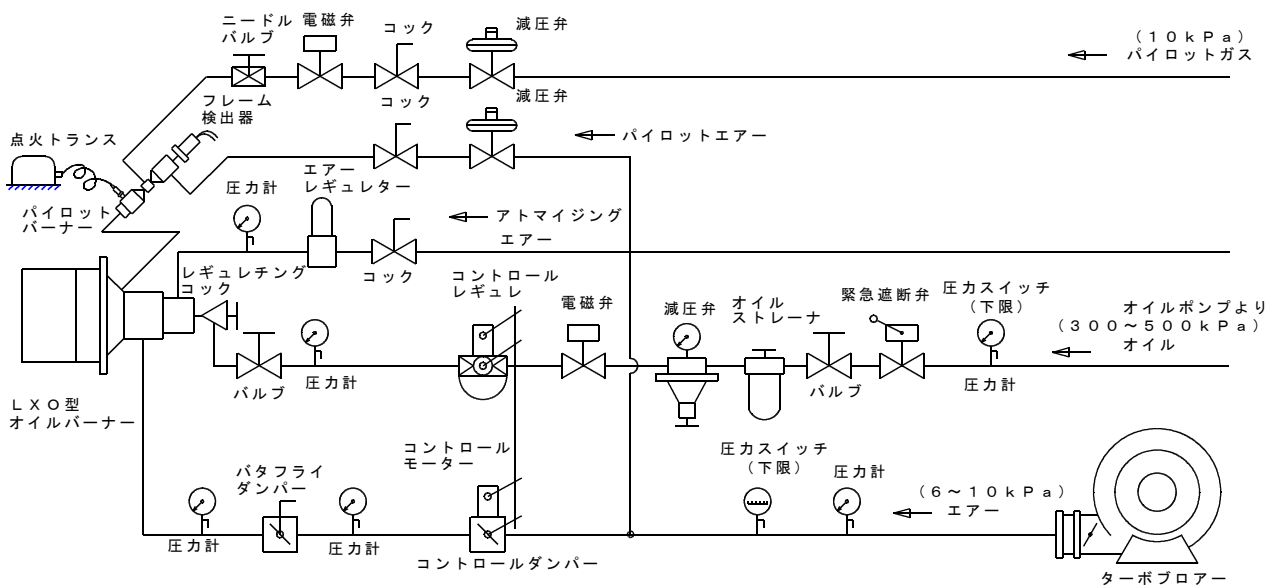 ニードル
バルブ
電磁弁
コック
減圧弁
(10kPa)
パイロットガス
フレーム
検出器
コック
減圧弁
点火トランス
パイロットエアー
エアー
レギュレター
圧力計
アトマイジング
エアー
パイロット
バーナー
コック
レギュレチング
コック
コントロール
レギュレ
電磁弁
減圧弁
オイル
ストレーナ
緊急遮断弁
圧力スイッチ
(下限)
オイルポンプより
(300~500kPa)
オイル
バルブ
圧力計
バルブ
圧力計
LXO型
オイルバーナー
コントロール
モーター
圧力スイッチ
(下限)
圧力計
バタフライ
ダンパー
(6~10kPa)
エアー
圧力計
圧力計
コントロールダンパー
ターボブロアー